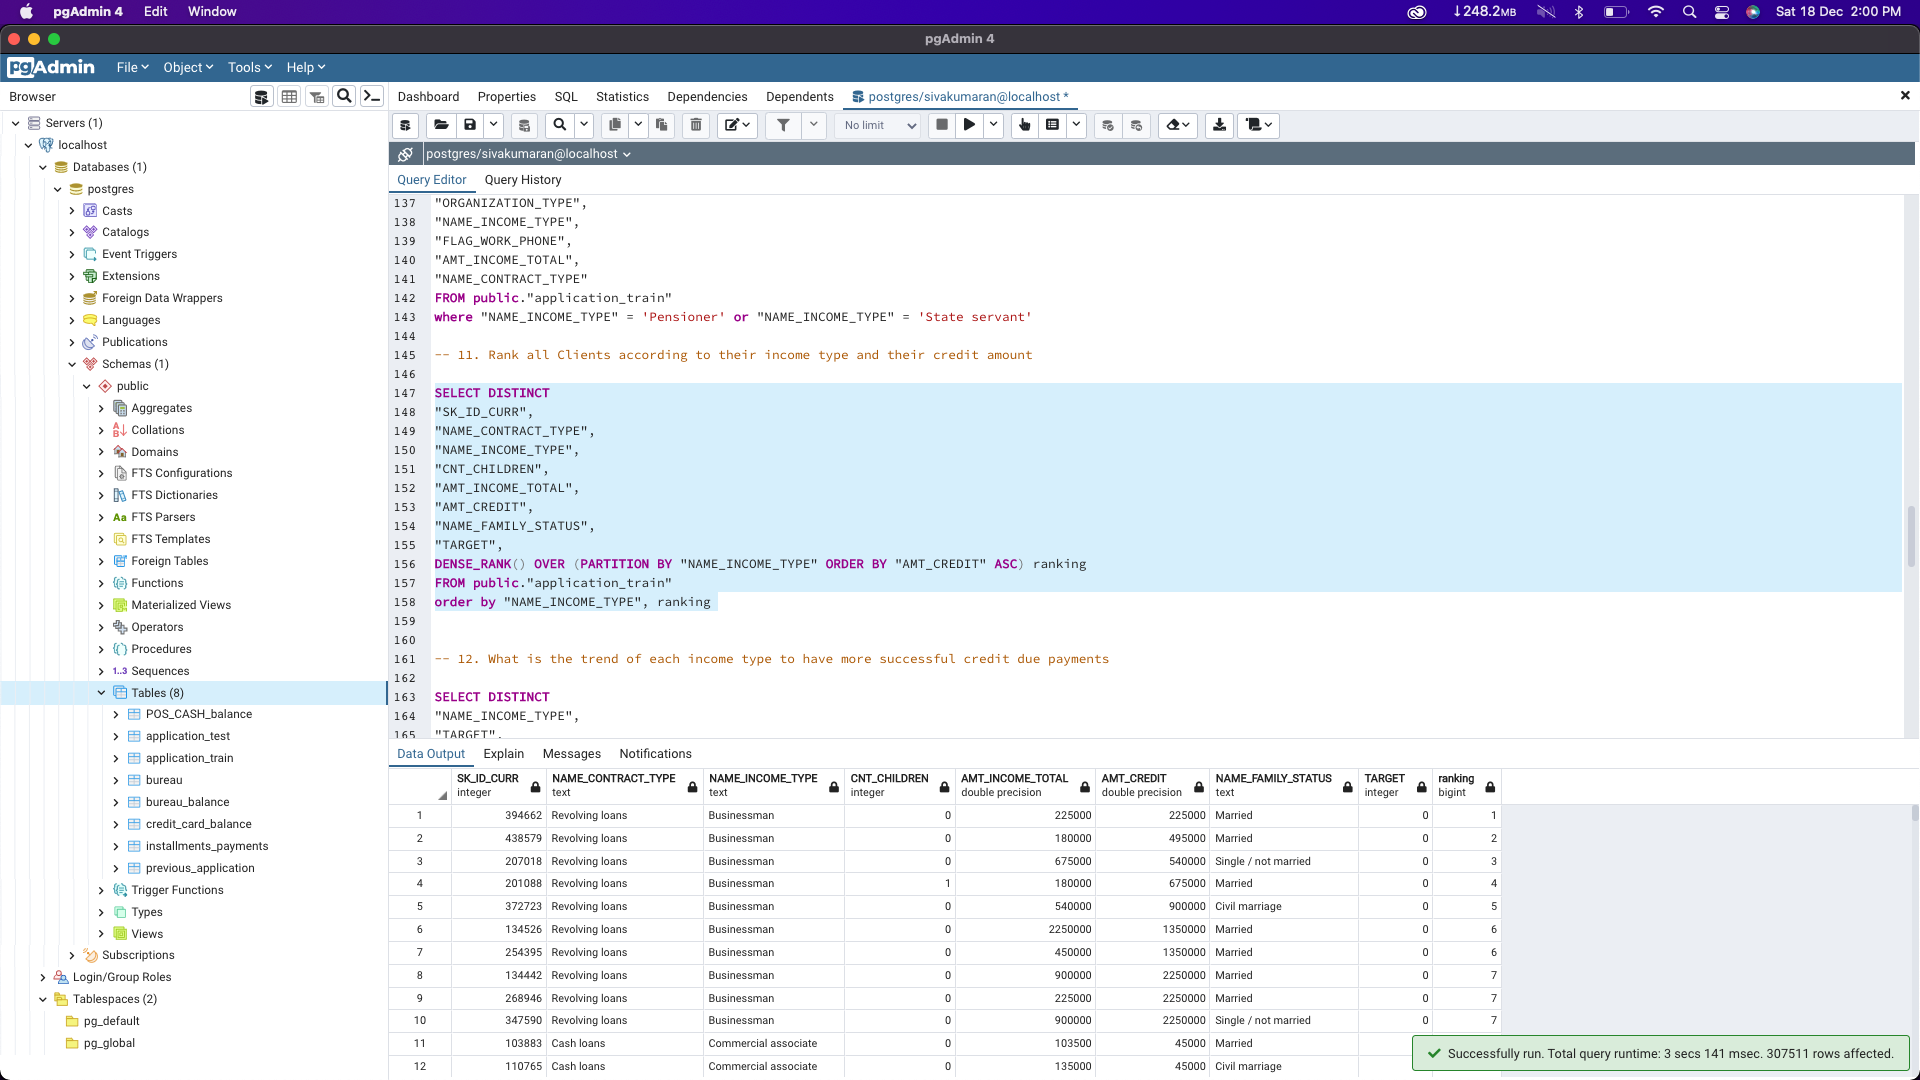 pgAdmin 4 Edit Window 248.2MB Sat 18 Dec 2:00 PM
pgAdmin 4
pgAdmin File Object Tools Help
Browser
Dashboard Properties SQL Statistics Dependencies Dependents postgres/sivakumaran@localhost *
No limit
postgres/sivakumaran@localhost
Query Editor Query History
Servers (1)
localhost
Databases (1)
postgres
Casts
Catalogs
Event Triggers
Extensions
Foreign Data Wrappers
Languages
Publications
Schemas (1)
public
Aggregates
Collations
Domains
FTS Configurations
FTS Dictionaries
Aa FTS Parsers
FTS Templates
Foreign Tables
Functions
Materialized Views
Operators
Procedures
1..3 Sequences
Tables (8)
POS_CASH_balance
application_test
application_train
bureau
bureau_balance
credit_card_balance
installments_payments
previous_application
Trigger Functions
Types
Views
Subscriptions
Login/Group Roles
Tablespaces (2)
pg_default
pg_global
137 "ORGANIZATION_TYPE",
138 "NAME_INCOME_TYPE",
139 "FLAG_WORK_PHONE",
140 "AMT_INCOME_TOTAL",
141 "NAME_CONTRACT_TYPE"
142 FROM public."application_train"
143 where "NAME_INCOME_TYPE" = 'Pensioner' or "NAME_INCOME_TYPE" = 'State servant'
144
145 -- 11. Rank all Clients according to their income type and their credit amount
146
147 SELECT DISTINCT
148 "SK_ID_CURR",
149 "NAME_CONTRACT_TYPE",
150 "NAME_INCOME_TYPE",
151 "CNT_CHILDREN",
152 "AMT_INCOME_TOTAL",
153 "AMT_CREDIT",
154 "NAME_FAMILY_STATUS",
155 "TARGET",
156 DENSE_RANK() OVER (PARTITION BY "NAME_INCOME_TYPE" ORDER BY "AMT_CREDIT" ASC) ranking
157 FROM public."application_train"
158 order by "NAME_INCOME_TYPE", ranking
159
160
161 -- 12. What is the trend of each income type to have more successful credit due payments
162
163 SELECT DISTINCT
164 "NAME_INCOME_TYPE",
165 "TARGET",
Data Output Explain Messages Notifications
SK_ID_CURR NAME_CONTRACT_TYPE NAME_INCOME_TYPE CNT_CHILDREN AMT_INCOME_TOTAL AMT_CREDIT NAME_FAMILY_STATUS TARGET ranking
integer text text integer double precision double precision text integer bigint
1 394662 Revolving loans Businessman 0 225000 225000 Married 0 1
2 438579 Revolving loans Businessman 0 180000 495000 Married 0 2
3 207018 Revolving loans Businessman 0 675000 540000 Single / not married 0 3
4 201088 Revolving loans Businessman 1 180000 675000 Married 0 4
5 372723 Revolving loans Businessman 0 540000 900000 Civil marriage 0 5
6 134526 Revolving loans Businessman 0 2250000 1350000 Married 0 6
7 254395 Revolving loans Businessman 0 450000 1350000 Married 0 6
8 134442 Revolving loans Businessman 0 900000 2250000 Married 0 7
9 268946 Revolving loans Businessman 0 225000 2250000 Married 0 7
10 347590 Revolving loans Businessman 0 900000 2250000 Single / not married 0 7
11 103883 Cash loans Commercial associate 0 103500 45000 Married
12 110765 Cash loans Commercial associate 0 135000 45000 Civil marriage
Successfully run. Total query runtime: 3 secs 141 msec. 307511 rows affected.